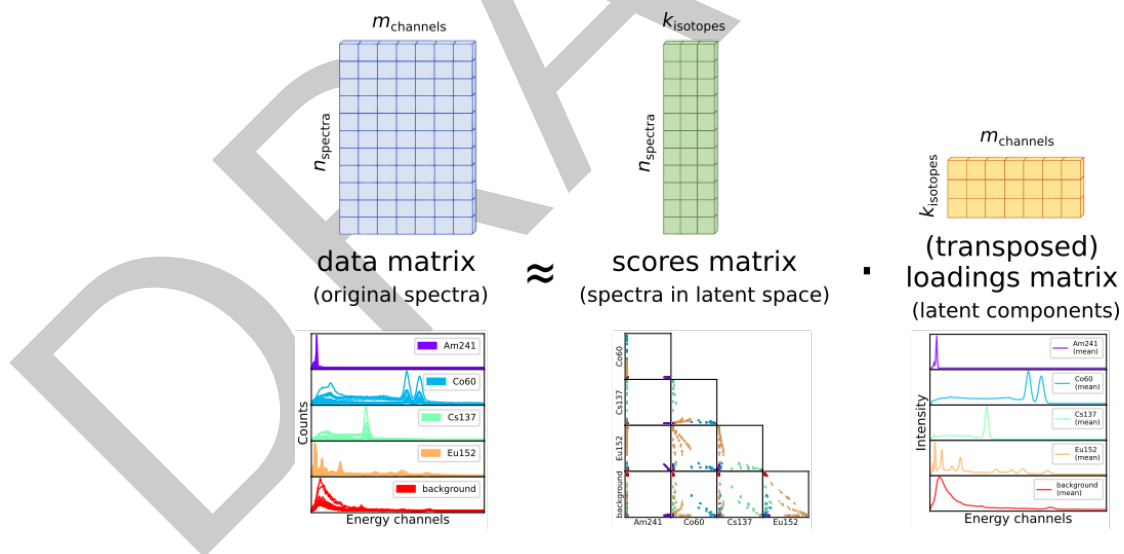 DRA
m_channels
n_spectra
data matrix
(original spectra)
≈
k_isotopes
n_spectra
scores matrix
(spectra in latent space)
·
m_channels
k_isotopes
(transposed)
loadings matrix
(latent components)
Counts
Am241
Co60
Cs137
Eu152
background
Energy channels
Co60
Cs137
Eu152
background
Am241
Co60
Cs137
Eu152
Intensity
Am241
(mean)
Co60
(mean)
Cs137
(mean)
Eu152
(mean)
background
(mean)
Energy channels